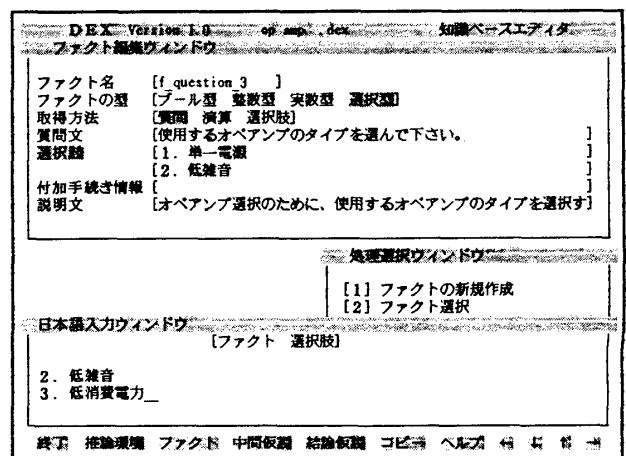 DEX Version 1.0 op_amp .dex 知識ベースエディタ
ファクト編集ウィンドウ
ファクト名 [f_question_3 ]
ファクトの型 [ブール型 整数型 実数型 選択型]
取得方法 [質問 演算 選択肢]
質問文 [使用するオペアンプのタイプを選んで下さい。 ]
選択肢 [1. 単一電源 ]
[2. 低雑音 ]
付加手続き情報 [ ]
説明文 [オペアンプ選択のために、使用するオペアンプのタイプを選択す]
処理選択ウィンドウ
[1] ファクトの新規作成
[2] ファクト選択
日本語入力ウィンドウ
[ファクト 選択肢]
2. 低雑音
3. 低消費電力_
終了 推論環境 ファクト 中間仮説 結論仮説 コピー ヘルプ